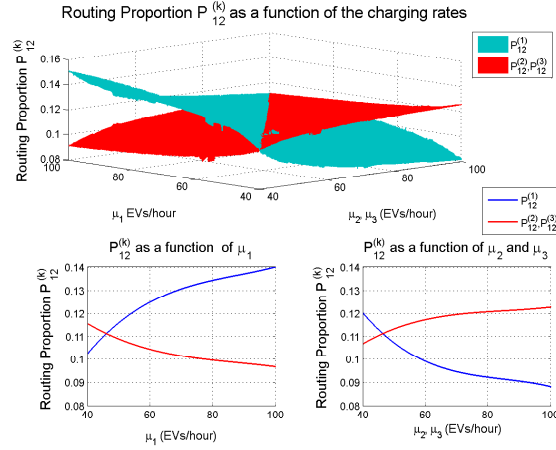 Routing Proportion P 12 (k) as a function of the charging rates
P12(1)
P12(2),P12(3)
Routing Proportion P 12 (k)
0.16
0.14
0.12
0.1
0.08
100
80
60
40
μ1 EVs/hour
40
60
80
100
μ2, μ3 EVs/hour
P12(1)
P12(2),P12(3)
P12(k) as a function of μ1
Routing Proportion P 12 (k)
0.14
0.13
0.12
0.11
0.1
0.09
0.08
40
60
80
100
μ1 (EVs/hour)
P12(k) as a function of μ2 and μ3
Routing Proportion P 12 (k)
0.14
0.13
0.12
0.11
0.1
0.09
0.08
40
60
80
100
μ2, μ3 (EVs/hour)